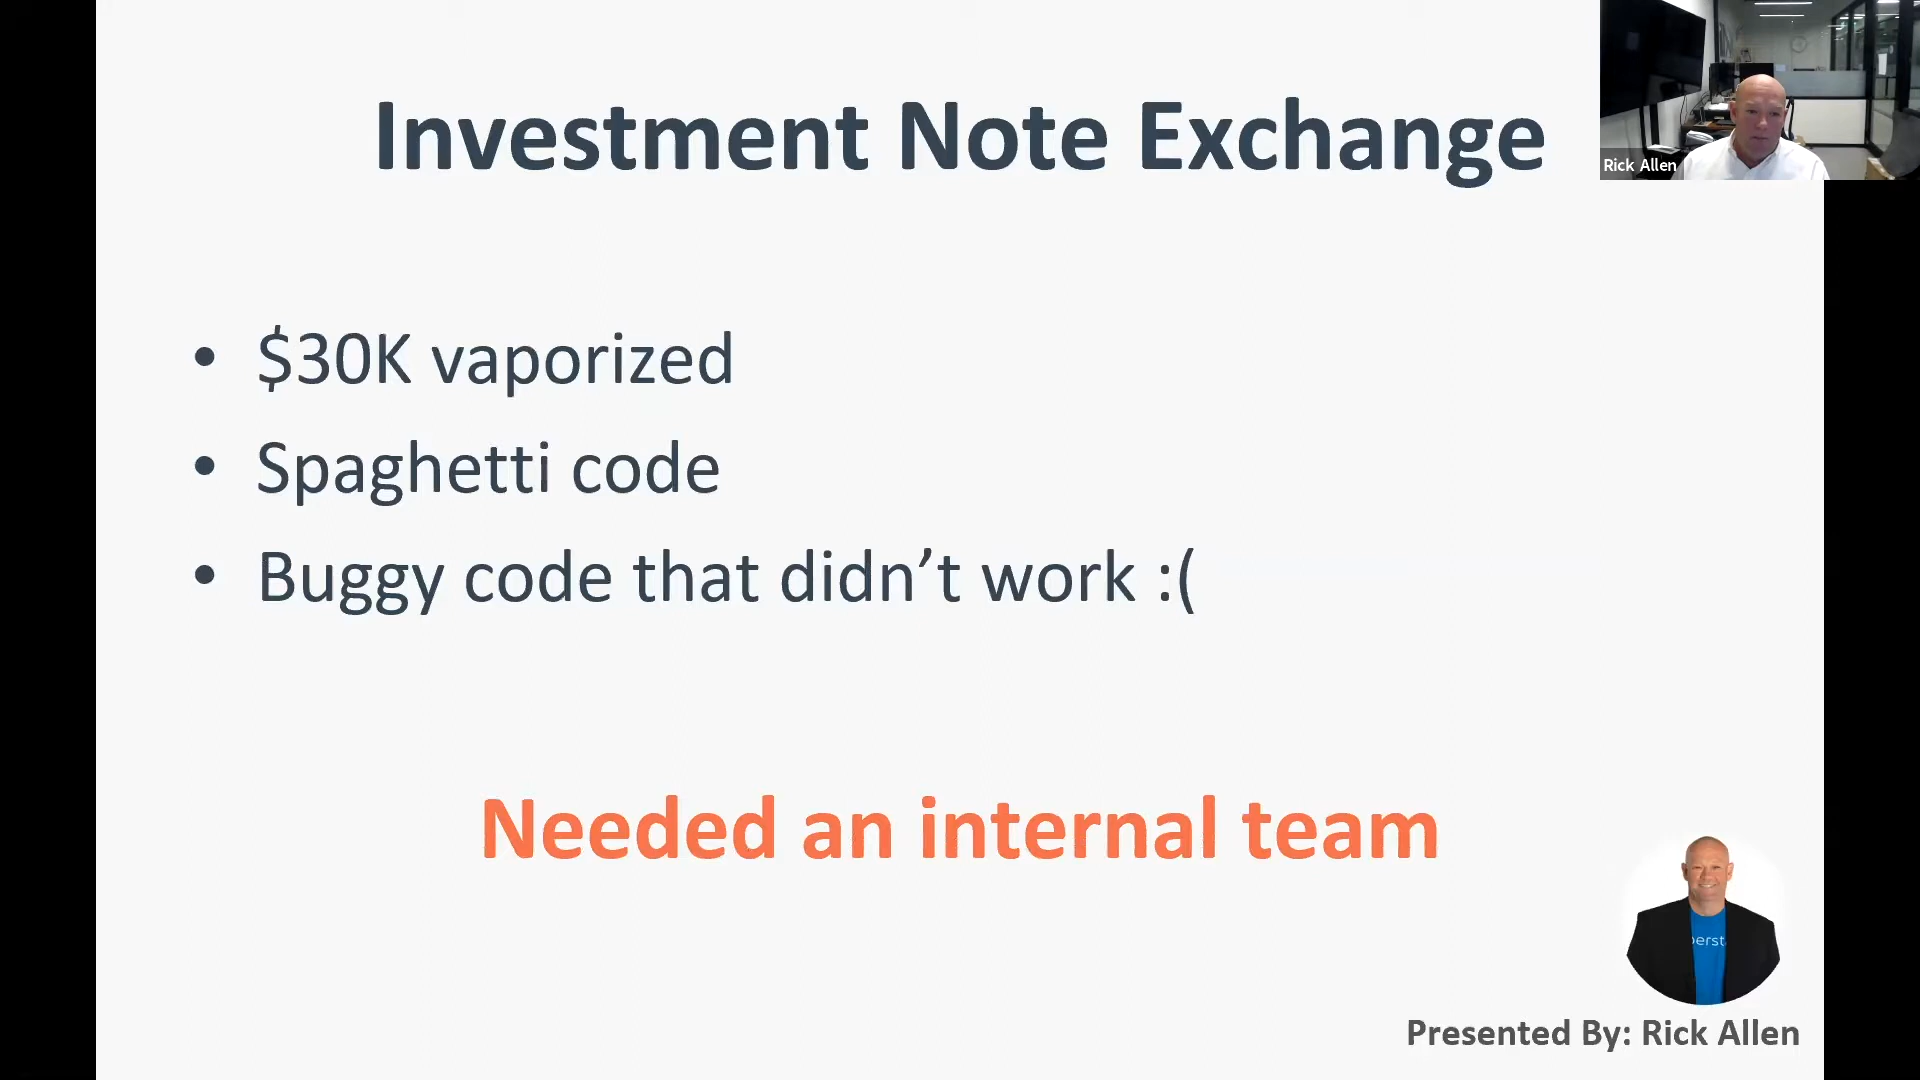 Investment Note Exchange
Rick Allen
• $30K vaporized
• Spaghetti code
• Buggy code that didn’t work :(
Needed an internal team
perst
Presented By: Rick Allen